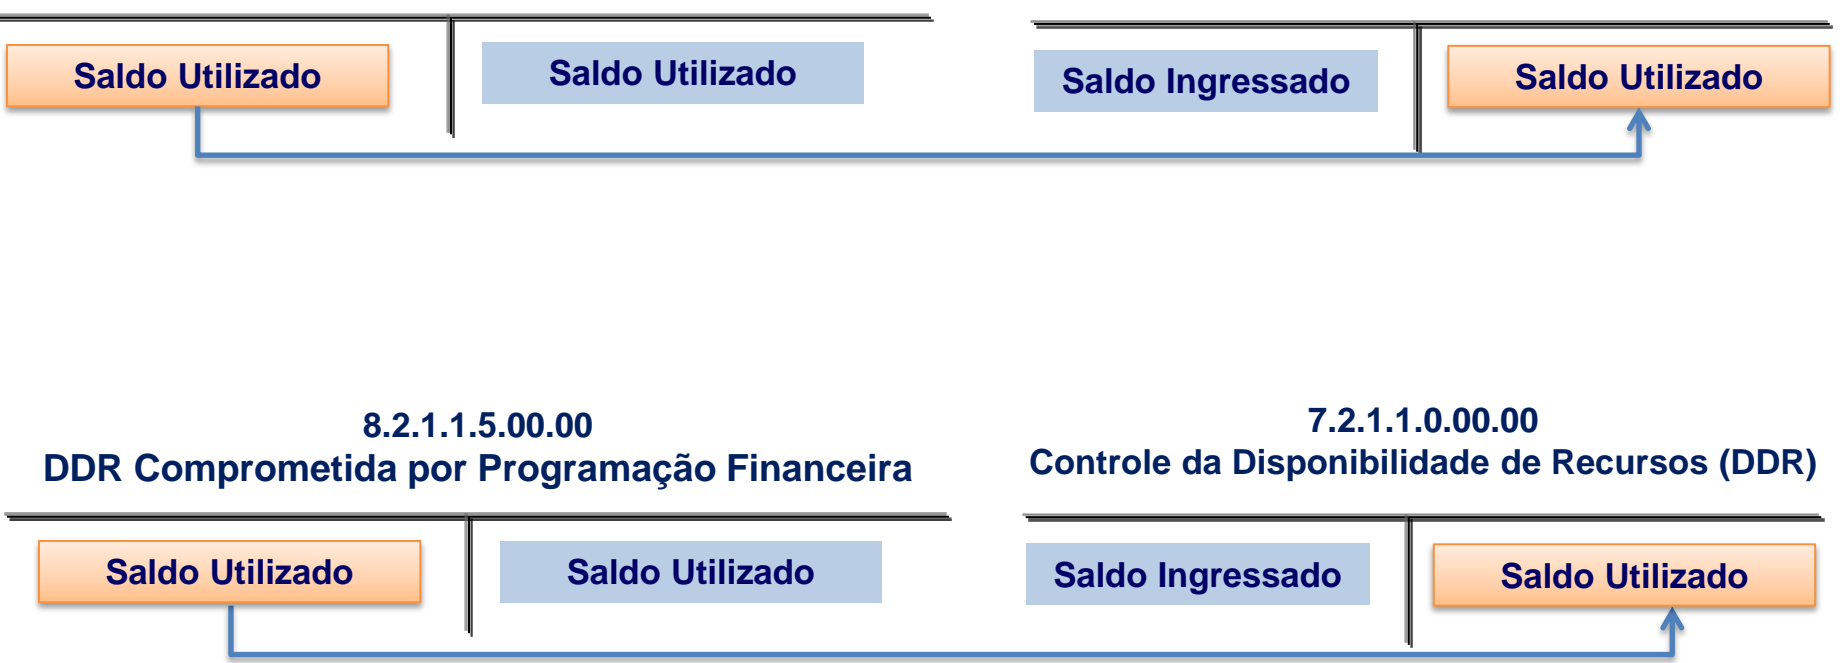 Saldo Utilizado
Saldo Utilizado
Saldo Ingressado
Saldo Utilizado
8.2.1.1.5.00.00
DDR Comprometida por Programação Financeira
7.2.1.1.0.00.00
Controle da Disponibilidade de Recursos (DDR)
Saldo Utilizado
Saldo Utilizado
Saldo Ingressado
Saldo Utilizado